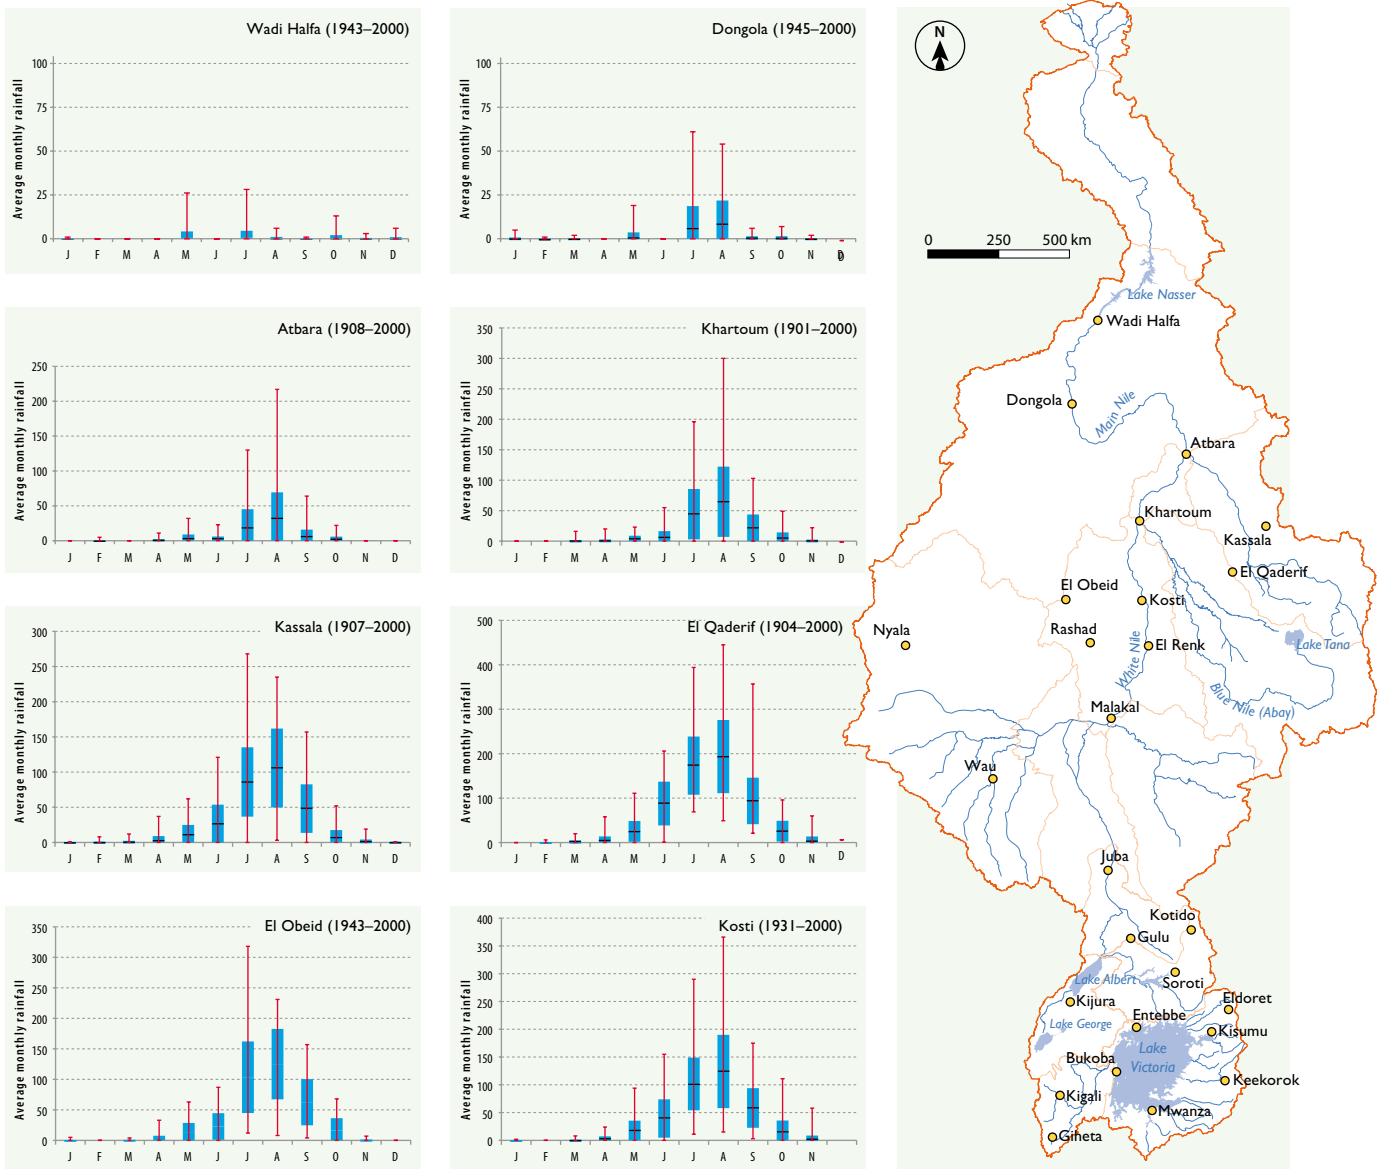 Wadi Halfa (1943–2000)
Average monthly rainfall
100
75
50
25
0
J F M A M J J A S O N D
Dongola (1945–2000)
Average monthly rainfall
100
75
50
25
0
J F M A M J J A S O N D
Atbara (1908–2000)
Average monthly rainfall
250
200
150
100
50
0
J F M A M J J A S O N D
Khartoum (1901–2000)
Average monthly rainfall
350
300
250
200
150
100
50
0
J F M A M J J A S O N D
Kassala (1907–2000)
Average monthly rainfall
300
250
200
150
100
50
0
J F M A M J J A S O N D
El Qaderif (1904–2000)
Average monthly rainfall
500
400
300
200
100
0
J F M A M J J A S O N D
El Obeid (1943–2000)
Average monthly rainfall
350
300
250
200
150
100
50
0
J F M A M J J A S O N D
Kosti (1931–2000)
Average monthly rainfall
400
350
300
250
200
150
100
50
0
J F M A M J J A S O N
N
0 250 500 km
Lake Nasser
Wadi Halfa
Dongola
Main Nile
Atbara
Khartoum
Kassala
El Qaderif
El Obeid
Kosti
Nyala
Rashad
El Renk
Lake Tana
White Nile
Blue Nile (Abay)
Malakal
Wau
Juba
Kotido
Gulu
Lake Albert
Soroti
Kijura
Eldoret
Entebbe
Lake George
Kisumu
Lake
Victoria
Bukoba
Keekorok
Kigali
Mwanza
Giheta